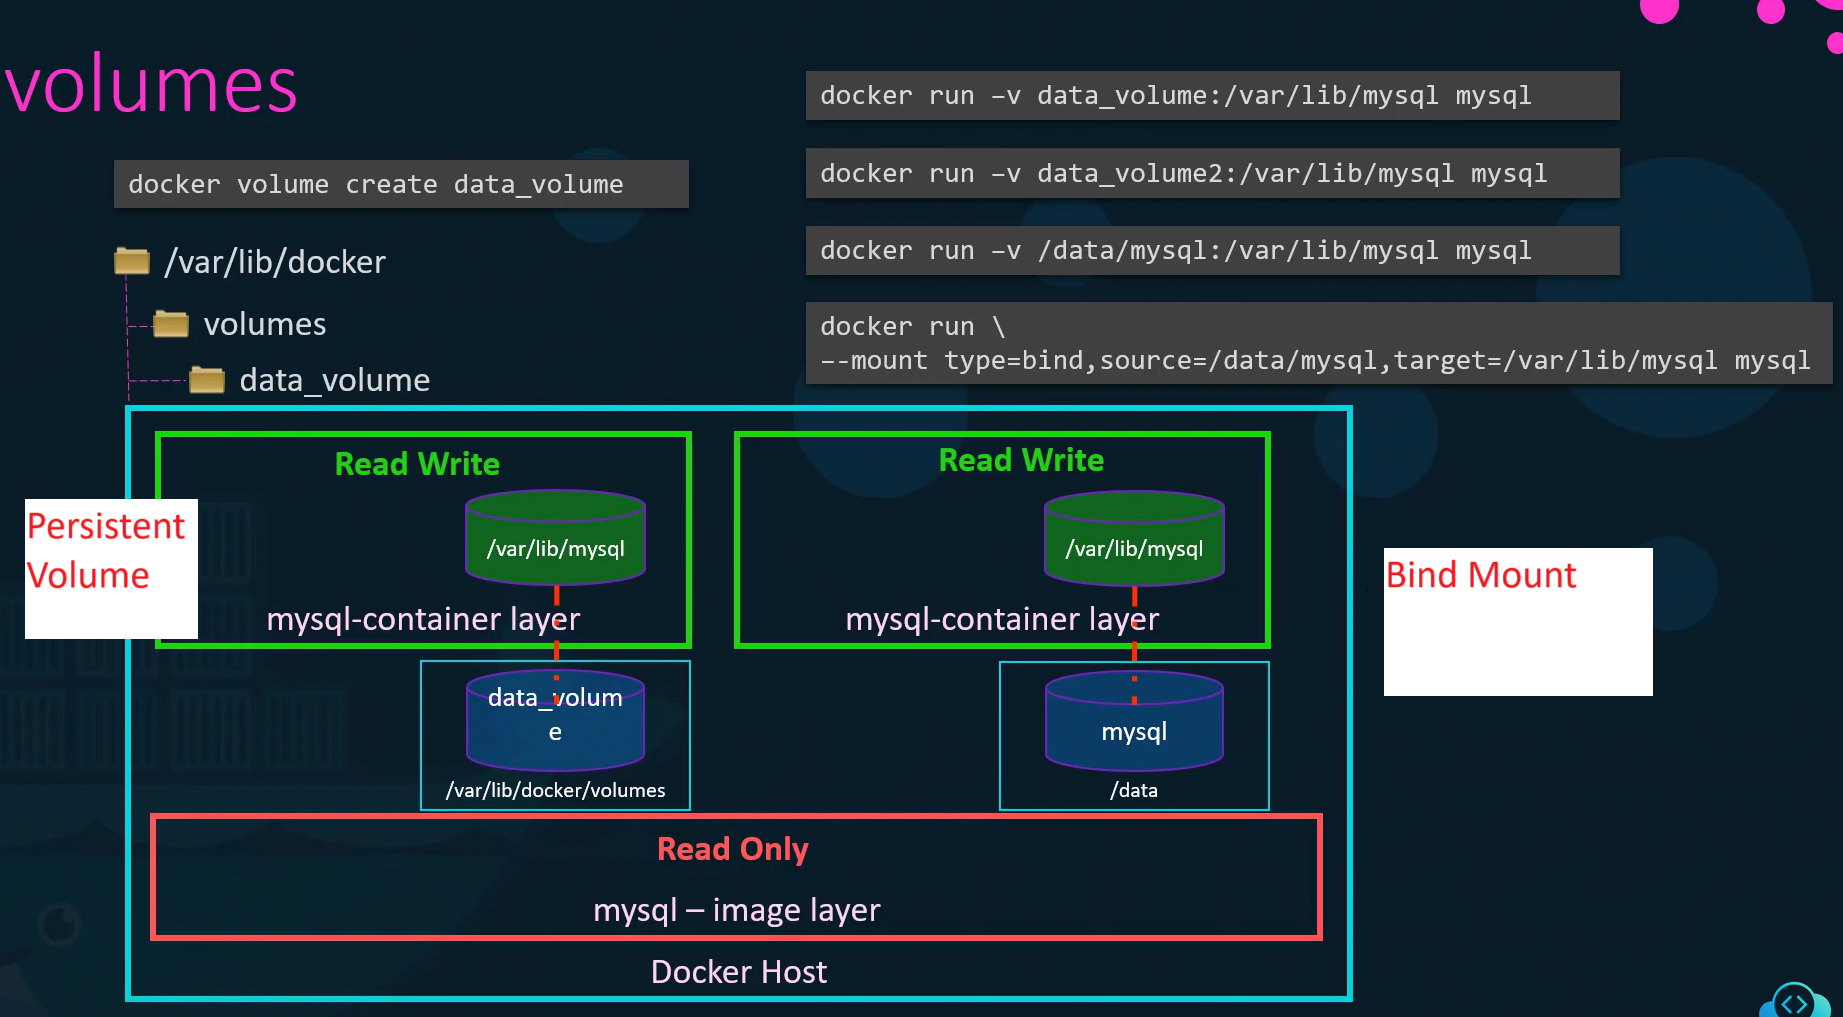 volumes
docker volume create data_volume
/var/lib/docker
volumes
data_volume
docker run –v data_volume:/var/lib/mysql mysql
docker run –v data_volume2:/var/lib/mysql mysql
docker run –v /data/mysql:/var/lib/mysql mysql
docker run \
--mount type=bind,source=/data/mysql,target=/var/lib/mysql mysql
Persistent
Volume
Read Write
/var/lib/mysql
mysql-container layer
data_volum
e
/var/lib/docker/volumes
Read Write
/var/lib/mysql
mysql-container layer
mysql
/data
Bind Mount
Read Only
mysql – image layer
Docker Host